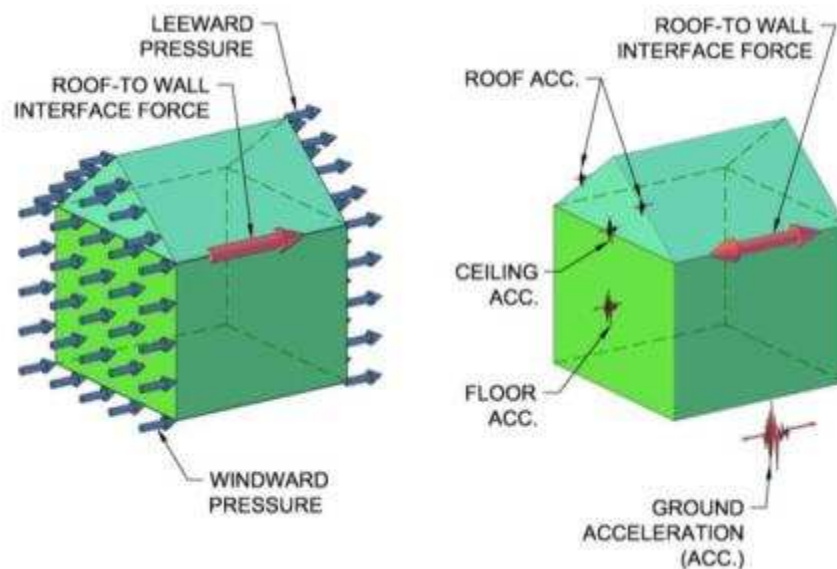 LEEWARD
PRESSURE
ROOF-TO WALL
INTERFACE FORCE
WINDWARD
PRESSURE
ROOF-TO WALL
INTERFACE FORCE
ROOF ACC.
CEILING
ACC.
FLOOR
ACC.
GROUND
ACCELERATION
(ACC.)